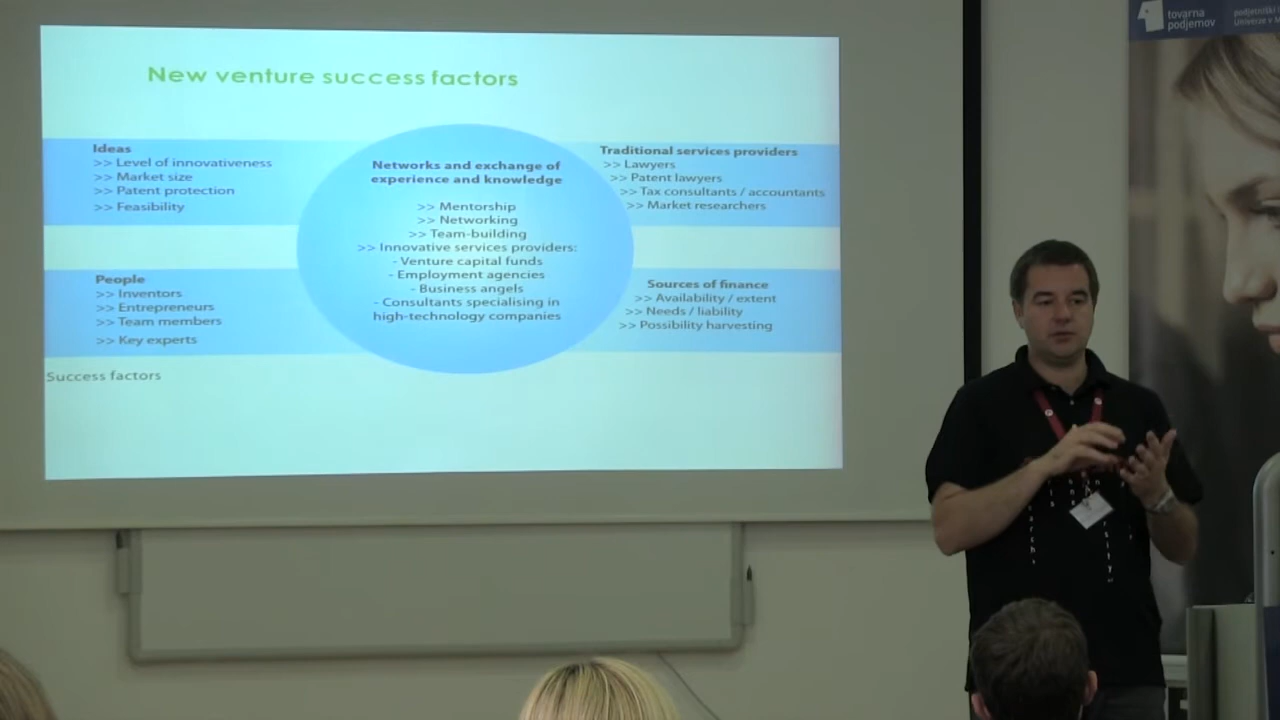 New venture success factors
Ideas
>> Level of innovativeness
>> Market size
>> Patent protection
>> Feasibility
People
>> Inventors
>> Entrepreneurs
>> Team members
>> Key experts
Success factors
Networks and exchange of
experience and knowledge
>> Mentorship
>> Networking
>> Team-building
>> Innovative services providers:
- Venture capital funds
- Employment agencies
- Business angels
- Consultants specialising in
high-technology companies
Traditional services providers
>> Lawyers
>> Patent lawyers
>> Tax consultants / accountants
>> Market researchers
Sources of finance
>> Availability / extent
>> Needs / liability
>> Possibility harvesting
tovarna
podjemov